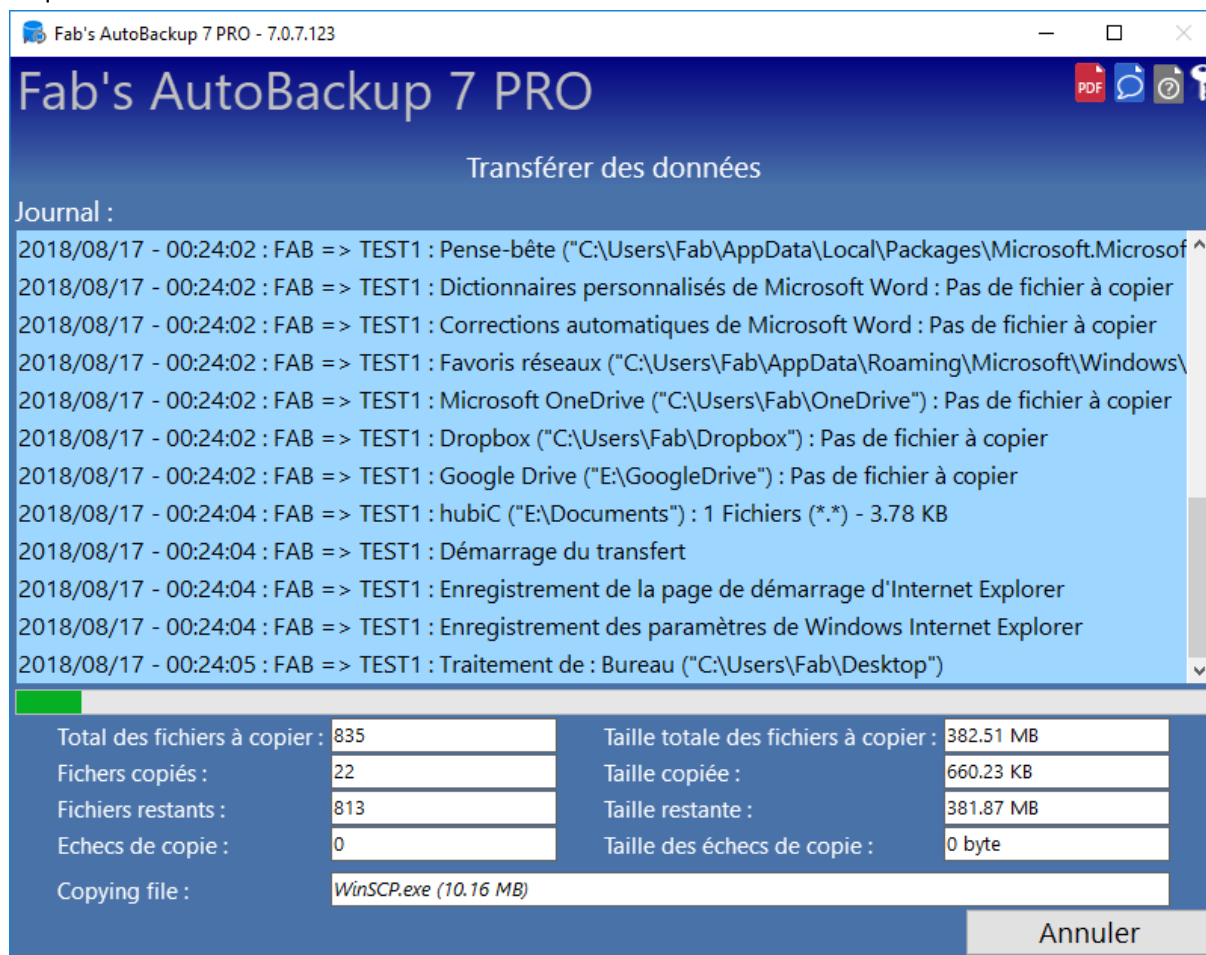 Fab's AutoBackup 7 PRO - 7.0.7.123
Fab's AutoBackup 7 PRO
PDF
Transférer des données
Journal :
2018/08/17 - 00:24:02 : FAB => TEST1 : Pense-bête ("C:\Users\Fab\AppData\Local\Packages\Microsoft.Microsof
2018/08/17 - 00:24:02 : FAB => TEST1 : Dictionnaires personnalisés de Microsoft Word : Pas de fichier à copier
2018/08/17 - 00:24:02 : FAB => TEST1 : Corrections automatiques de Microsoft Word : Pas de fichier à copier
2018/08/17 - 00:24:02 : FAB => TEST1 : Favoris réseaux ("C:\Users\Fab\AppData\Roaming\Microsoft\Windows\
2018/08/17 - 00:24:02 : FAB => TEST1 : Microsoft OneDrive ("C:\Users\Fab\OneDrive") : Pas de fichier à copier
2018/08/17 - 00:24:02 : FAB => TEST1 : Dropbox ("C:\Users\Fab\Dropbox") : Pas de fichier à copier
2018/08/17 - 00:24:02 : FAB => TEST1 : Google Drive ("E:\GoogleDrive") : Pas de fichier à copier
2018/08/17 - 00:24:04 : FAB => TEST1 : hubiC ("E:\Documents") : 1 Fichiers (*.*) - 3.78 KB
2018/08/17 - 00:24:04 : FAB => TEST1 : Démarrage du transfert
2018/08/17 - 00:24:04 : FAB => TEST1 : Enregistrement de la page de démarrage d'Internet Explorer
2018/08/17 - 00:24:04 : FAB => TEST1 : Enregistrement des paramètres de Windows Internet Explorer
2018/08/17 - 00:24:05 : FAB => TEST1 : Traitement de : Bureau ("C:\Users\Fab\Desktop")
Total des fichiers à copier : 835 Taille totale des fichiers à copier : 382.51 MB
Fichers copiés : 22 Taille copiée : 660.23 KB
Fichiers restants : 813 Taille restante : 381.87 MB
Echecs de copie : 0 Taille des échecs de copie : 0 byte
Copying file : WinSCP.exe (10.16 MB)
Annuler